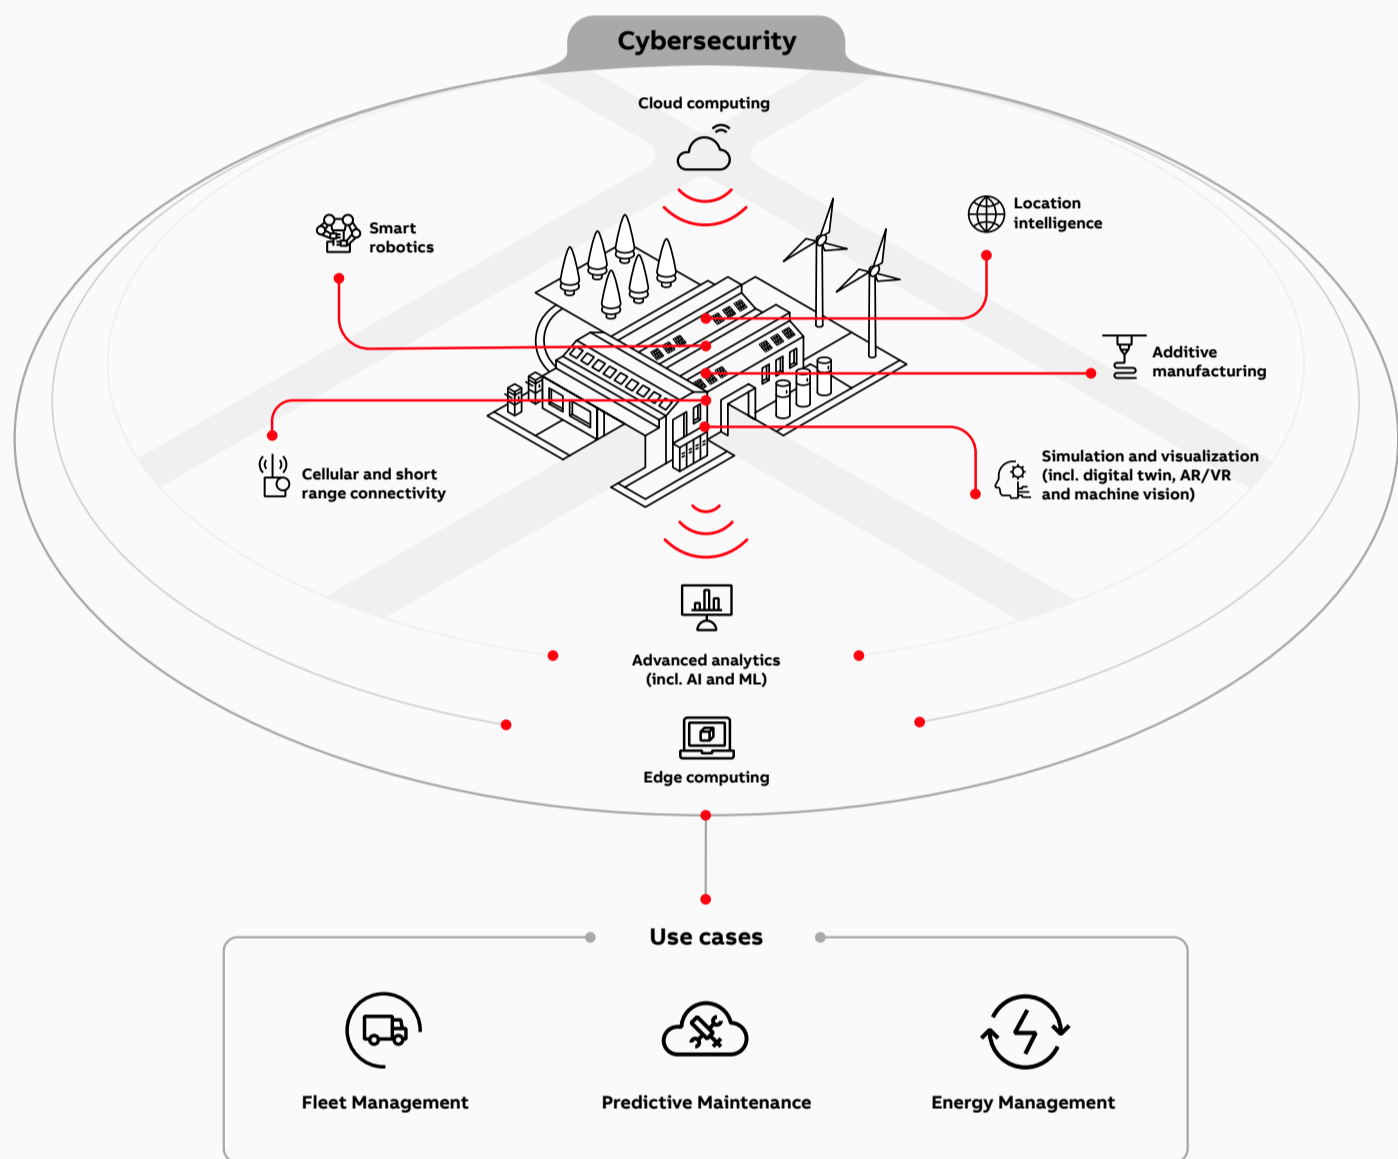 Cybersecurity
Cloud computing
Smart
robotics
Location
intelligence
Additive
manufacturing
Cellular and short
range connectivity
Simulation and visualization
(incl. digital twin, AR/VR
and machine vision)
Advanced analytics
(incl. AI and ML)
Edge computing
Use cases
Fleet Management
Predictive Maintenance
Energy Management